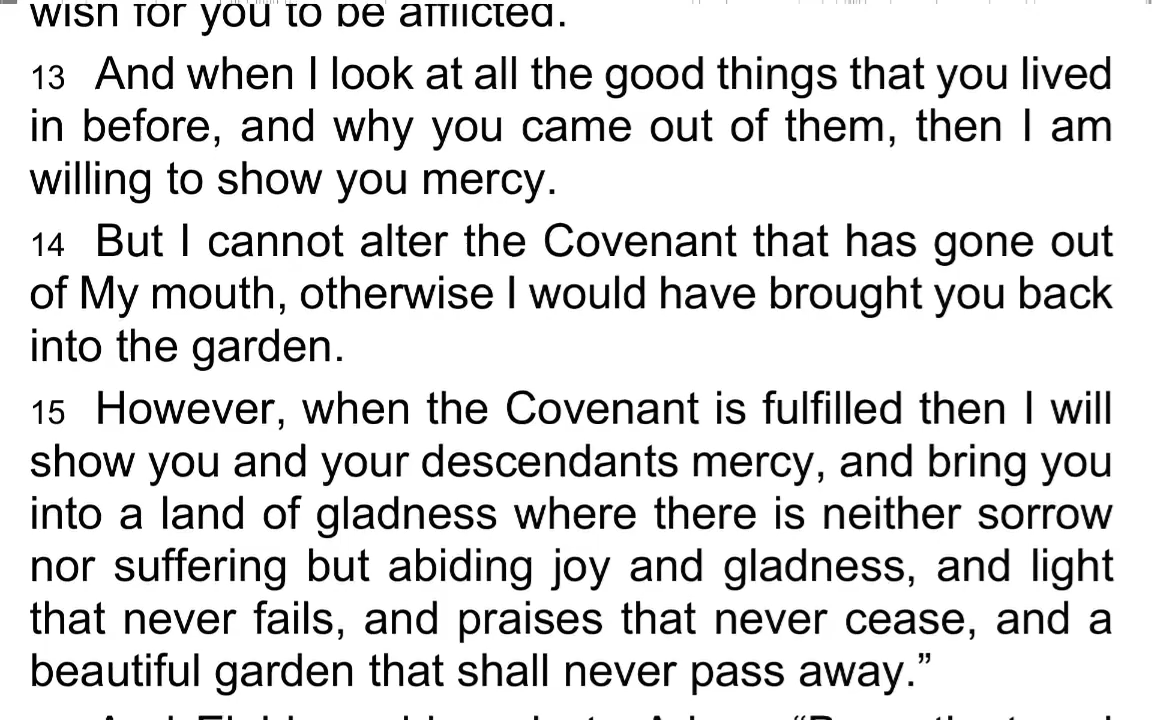 wish for you to be afflicted.
13 And when I look at all the good things that you lived
in before, and why you came out of them, then I am
willing to show you mercy.
14 But I cannot alter the Covenant that has gone out
of My mouth, otherwise I would have brought you back
into the garden.
15 However, when the Covenant is fulfilled then I will
show you and your descendants mercy, and bring you
into a land of gladness where there is neither sorrow
nor suffering but abiding joy and gladness, and light
that never fails, and praises that never cease, and a
beautiful garden that shall never pass away.”